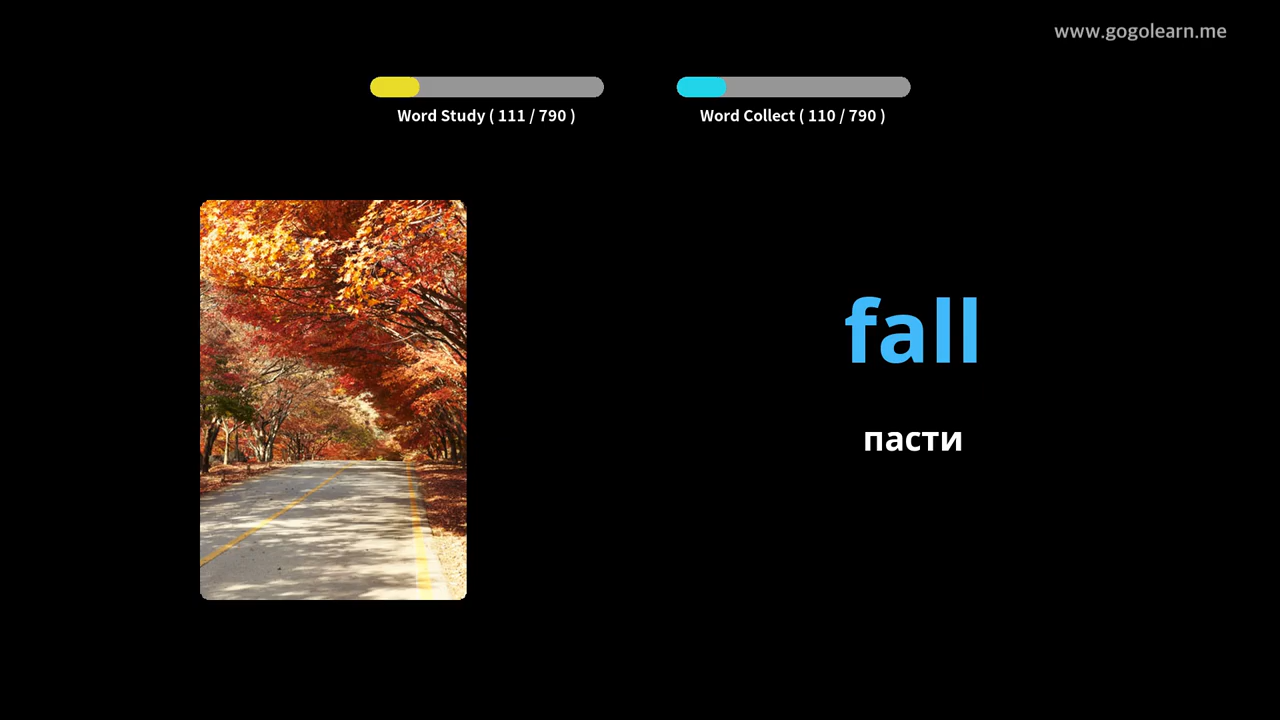 www.gogolearn.me
Word Study ( 111 / 790 )
Word Collect ( 110 / 790 )
fall
пасти